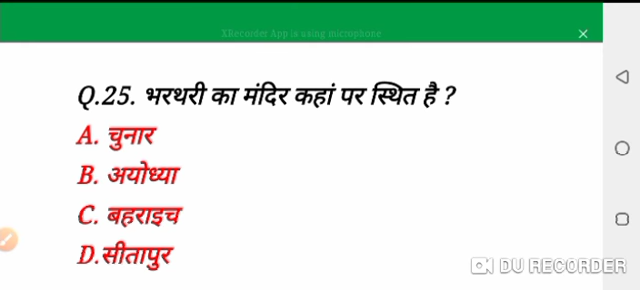 XRecorder App is using microphone
Q.25. भरथरी का मंदिर कहां पर स्थित है ?
A. चुनार
B. अयोध्या
C. बहराइच
D.सीतापुर
DU RECORDER